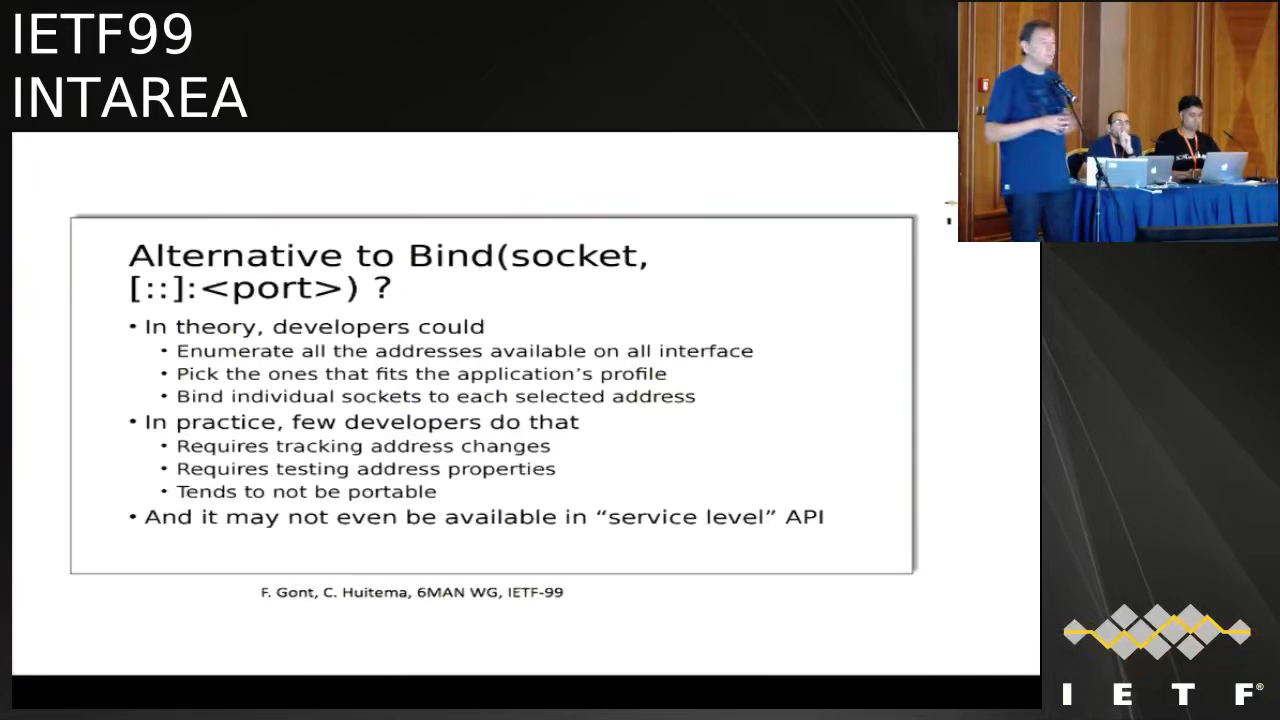 IETF99
INTAREA
Alternative to Bind(socket,
[::]:<port>) ?
• In theory, developers could
• Enumerate all the addresses available on all interface
• Pick the ones that fits the application’s profile
• Bind individual sockets to each selected address
• In practice, few developers do that
• Requires tracking address changes
• Requires testing address properties
• Tends to not be portable
• And it may not even be available in “service level” API
F. Gont, C. Huitema, 6MAN WG, IETF-99
I E T F®